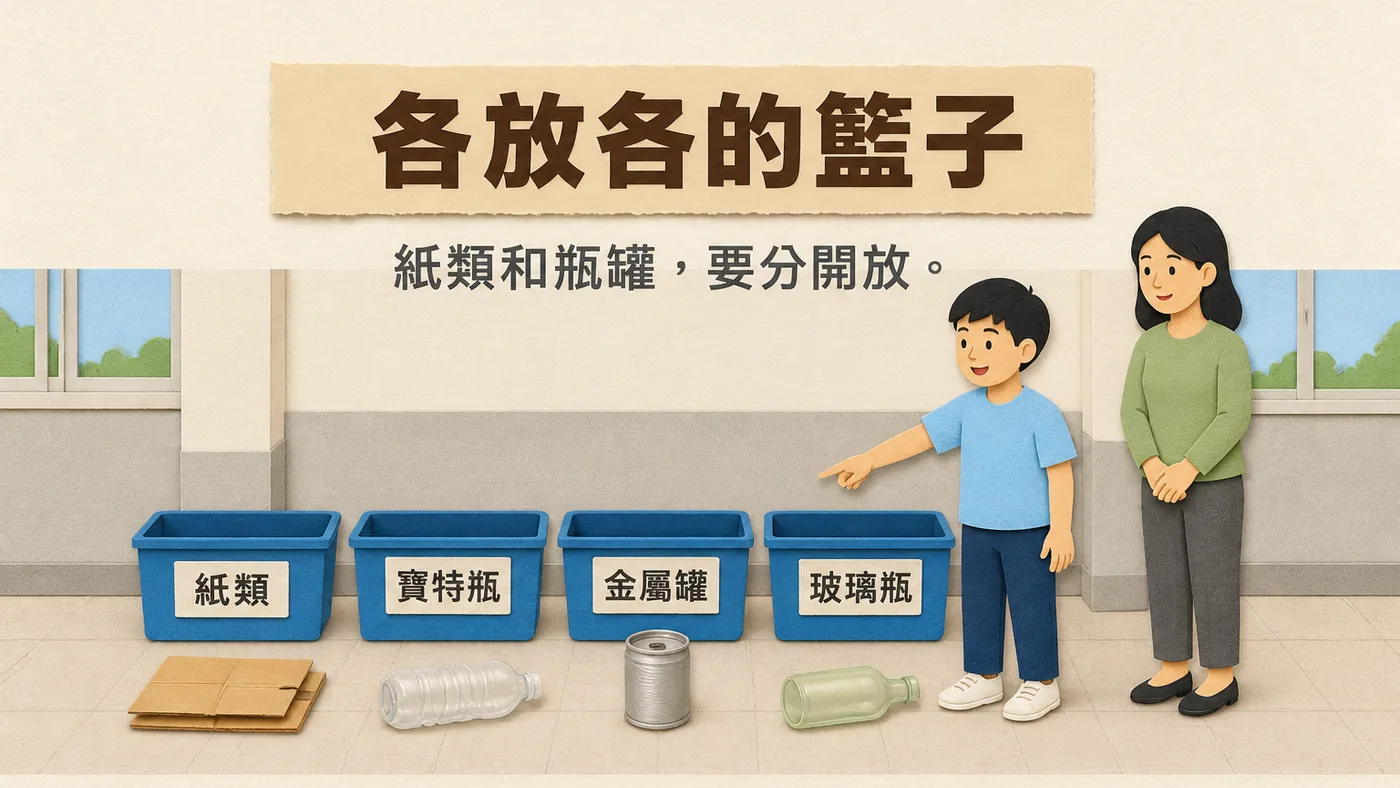 各放各的籃子
紙類和瓶罐，要分開放。
紙類
寶特瓶
金屬罐
玻璃瓶